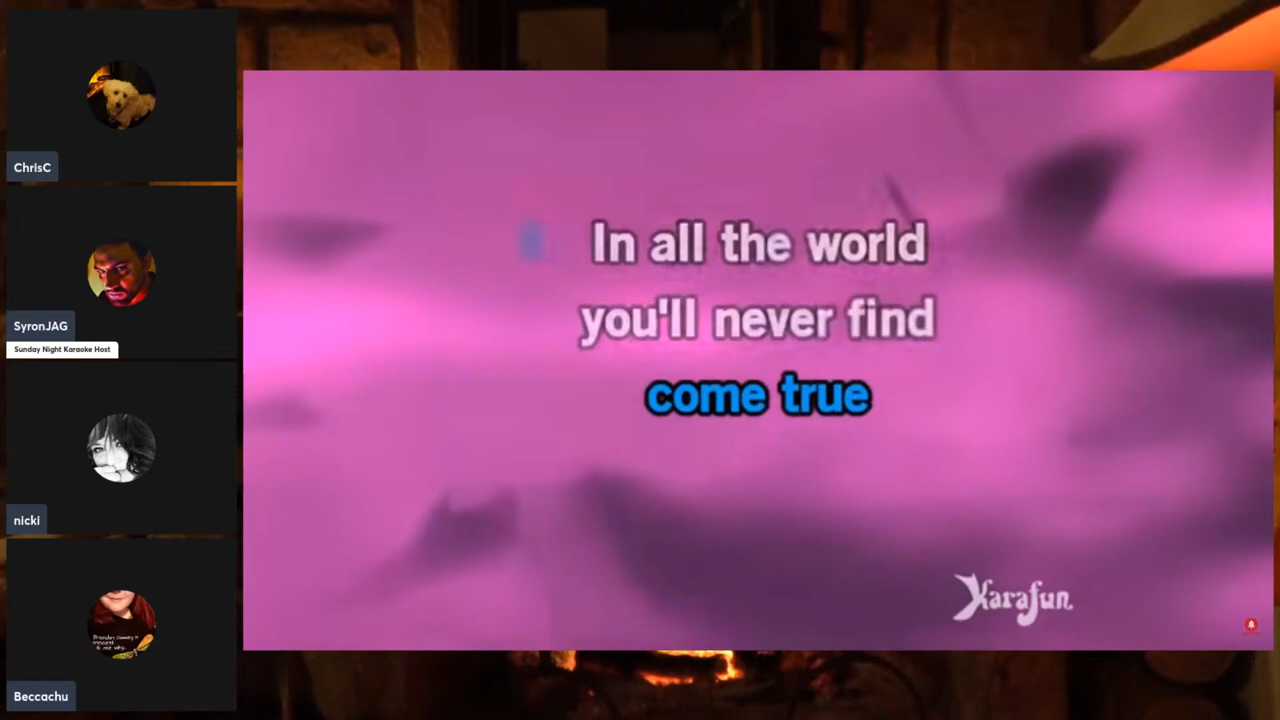 ChrisC
SyronJAG
Sunday Night Karaoke Host
nicki
Beccachu
In all the world
you'll never find
come true
Karafun